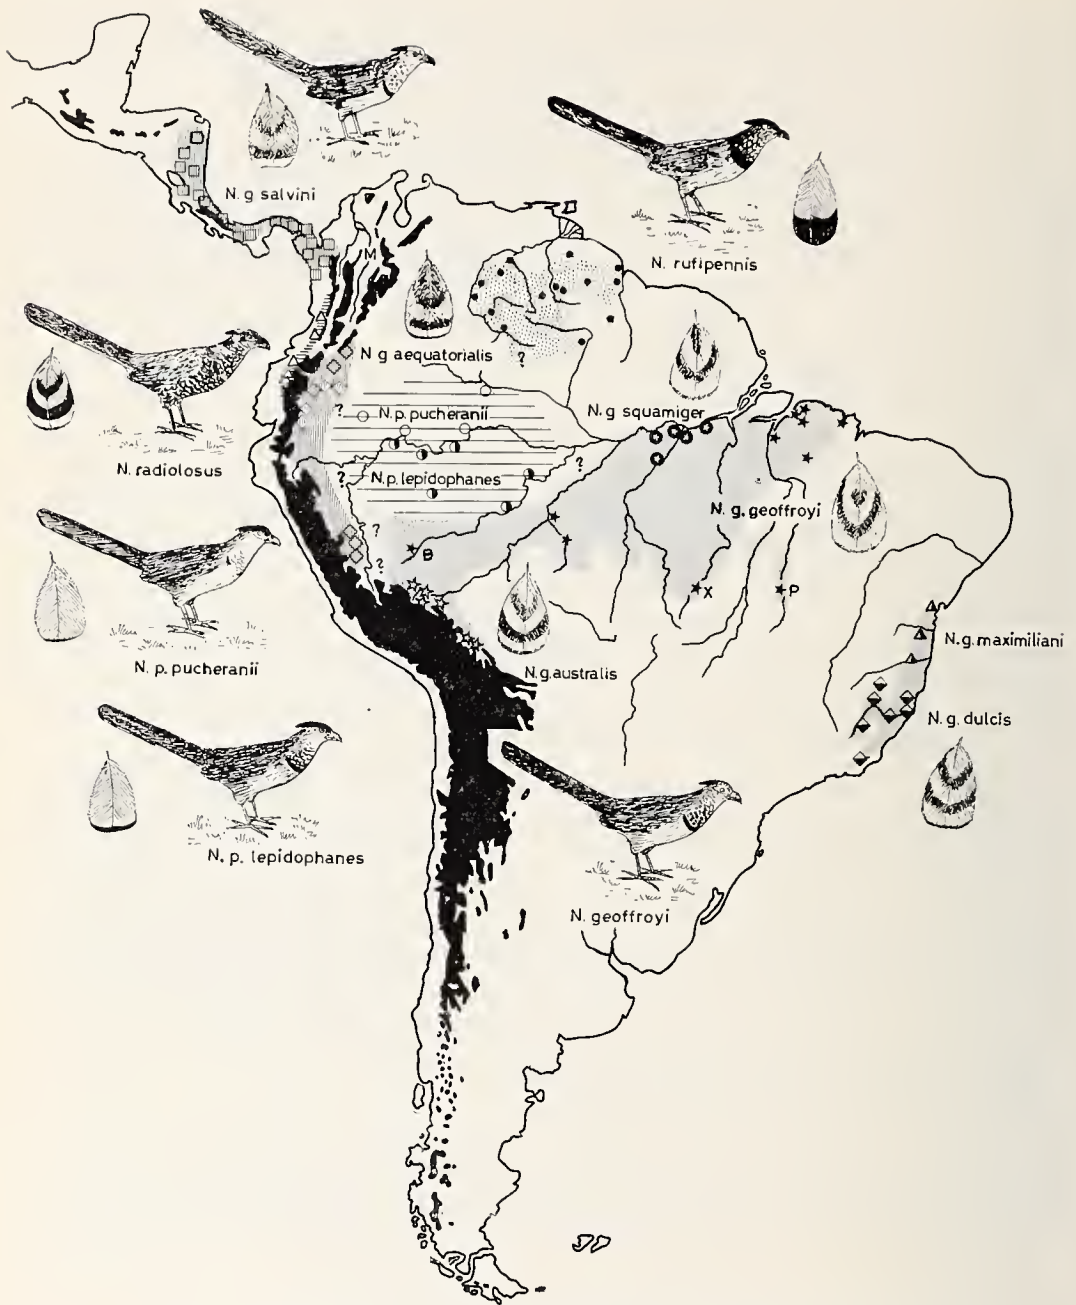 N. g salvini
N. rufipennis
M
N g aequatorialis
?
N. g squamiger
?
N. p. pucheranii
N. radiolosus
?
N. p. lepidophanes
?
N. g. geoffroyi
?
B
?
X
P
N. g. maximiliani
N. p. pucheranii
N. g. australis
N. g. dulcis
N. p. lepidophanes
N. geoffroyi